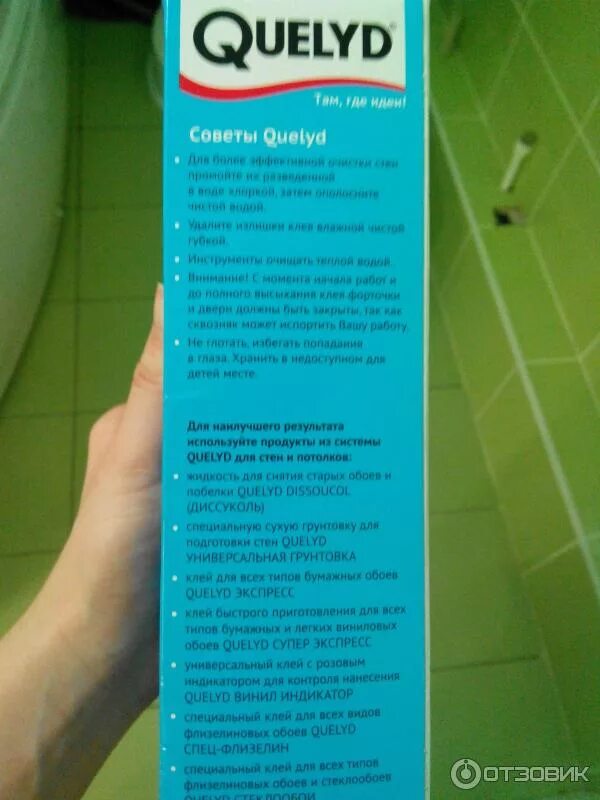 QUELYD
Там, где идеи!
Советы Quelyd
• Для более эффективной очистки стен
промойте их разведенной
в воде хлоркой, затем ополосните
чистой водой.
• Удалите излишки клея влажной чистой
губкой.
• Инструменты очищать теплой водой.
• Внимание! С момента начала работ и
до полного высыхания клея форточки
и двери должны быть закрыты, так как
сквозняк может испортить Вашу работу.
• Не глотать, избегать попадания
в глаза. Хранить в недоступном для
детей месте.
Для наилучшего результата
используйте продукты из системы
QUELYD для стен и потолков:
• жидкость для снятия старых обоев и
побелки QUELYD DISSOUCOL
(ДИССУКОЛЬ)
• специальную сухую грунтовку для
подготовки стен QUELYD
УНИВЕРСАЛЬНАЯ ГРУНТОВКА
• клей для всех типов бумажных обоев
QUELYD ЭКСПРЕСС
• клей быстрого приготовления для всех
типов бумажных и легких виниловых
обоев QUELYD СУПЕР ЭКСПРЕСС
• универсальный клей с розовым
индикатором для контроля нанесения
QUELYD ВИНИЛ ИНДИКАТОР
• специальный клей для всех видов
флизелиновых обоев QUELYD
СПЕЦ-ФЛИЗЕЛИН
• специальный клей для всех типов
флизелиновых обоев и стеклообоев
QUELYD СТЕКЛООБОИ
ОТЗОВИК